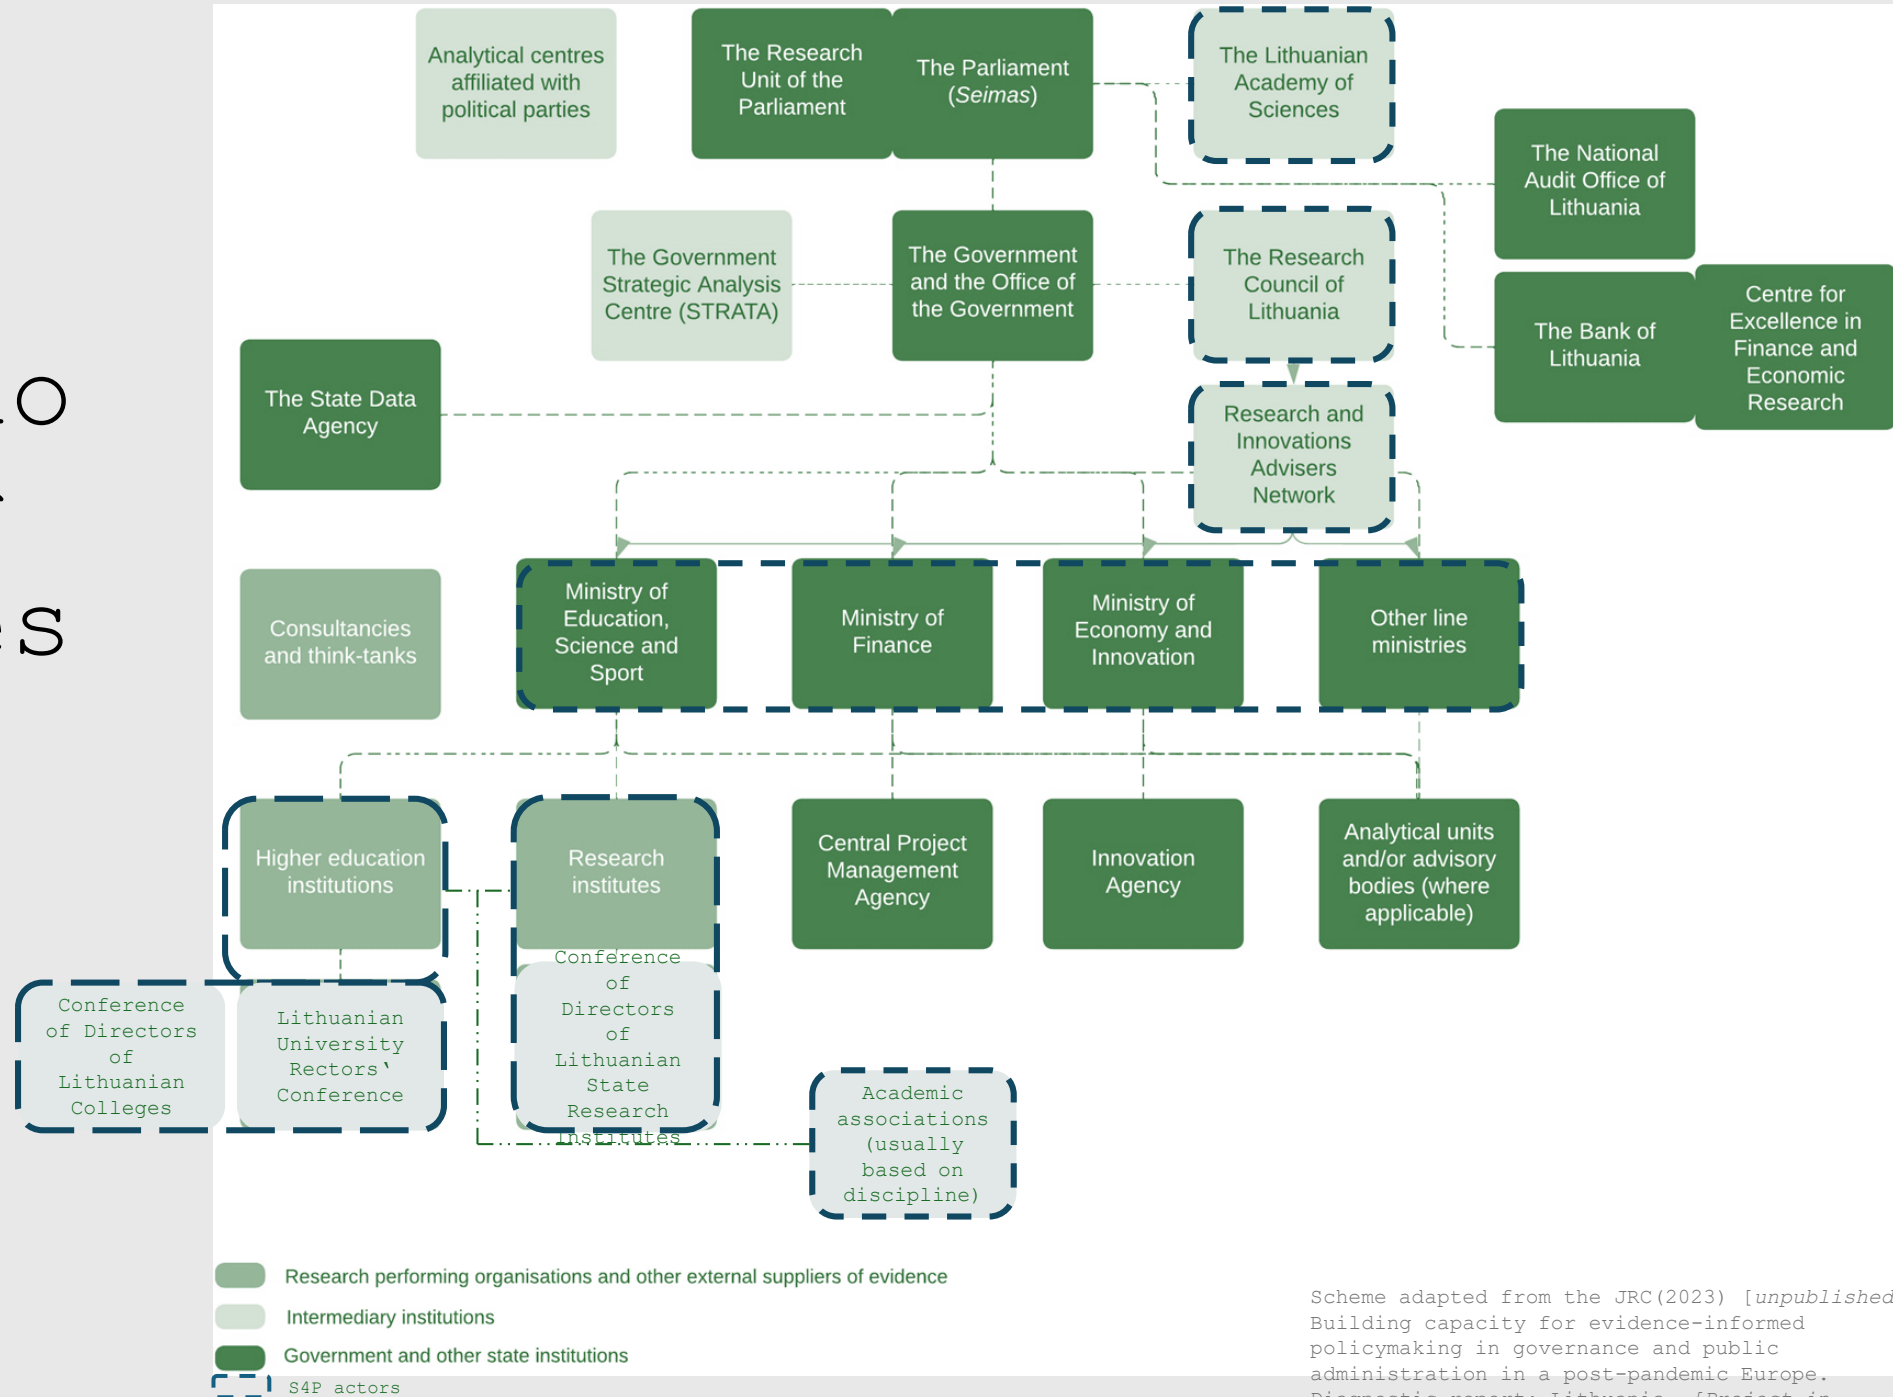 Analytical centres
affiliated with
political parties
The Research
Unit of the
Parliament
The Parliament
(Seimas)
The Lithuanian
Academy of
Sciences
The National
Audit Office of
Lithuania
The Government
Strategic Analysis
Centre (STRATA)
The Government
and the Office of
the Government
The Research
Council of
Lithuania
The Bank of
Lithuania
Centre for
Excellence in
Finance and
Economic
Research
The State Data
Agency
Research and
Innovations
Advisers
Network
Consultancies
and think-tanks
Ministry of
Education,
Science and
Sport
Ministry of
Finance
Ministry of
Economy and
Innovation
Other line
ministries
Higher education
institutions
Research
institutes
Central Project
Management
Agency
Innovation
Agency
Analytical units
and/or advisory
bodies (where
applicable)
Conference
of Directors
of
Lithuanian
Colleges
Lithuanian
University
Rectors‘
Conference
Conference
of
Directors
of
Lithuanian
State
Research
Institutes
Academic
associations
(usually
based on
discipline)
Research performing organisations and other external suppliers of evidence
Intermediary institutions
Government and other state institutions
S4P actors
Scheme adapted from the JRC(2023) [unpublished
Building capacity for evidence-informed
policymaking in governance and public
administration in a post-pandemic Europe.
Diagnostic report: Lithuania. [Project in